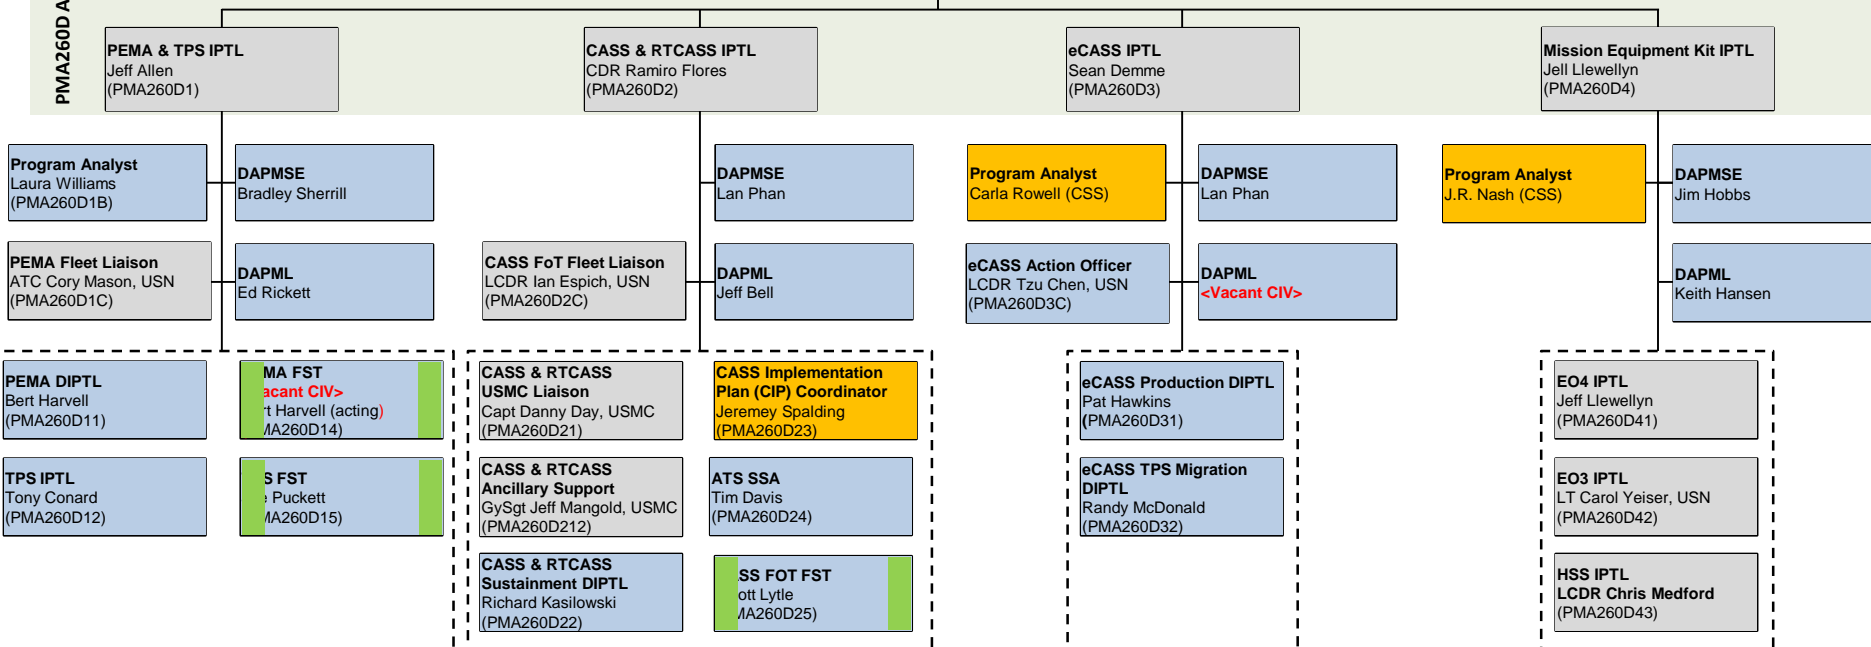 PMA260D A
PEMA & TPS IPTL
Jeff Allen
(PMA260D1)
CASS & RTCASS IPTL
CDR Ramiro Flores
(PMA260D2)
eCASS IPTL
Sean Demme
(PMA260D3)
Mission Equipment Kit IPTL
Jell Llewellyn
(PMA260D4)
Program Analyst
Laura Williams
(PMA260D1B)
DAPMSE
Bradley Sherrill
DAPMSE
Lan Phan
Program Analyst
Carla Rowell (CSS)
DAPMSE
Lan Phan
Program Analyst
J.R. Nash (CSS)
DAPMSE
Jim Hobbs
PEMA Fleet Liaison
ATC Cory Mason, USN
(PMA260D1C)
DAPML
Ed Rickett
CASS FoT Fleet Liaison
LCDR Ian Espich, USN
(PMA260D2C)
DAPML
Jeff Bell
eCASS Action Officer
LCDR Tzu Chen, USN
(PMA260D3C)
DAPML
<Vacant CIV>
DAPML
Keith Hansen
PEMA DIPTL
Bert Harvell
(PMA260D11)
MA FST
acant CIV>
rt Harvell (acting)
MA260D14)
TPS IPTL
Tony Conard
(PMA260D12)
S FST
e Puckett
MA260D15)
CASS & RTCASS
USMC Liaison
Capt Danny Day, USMC
(PMA260D21)
CASS Implementation
Plan (CIP) Coordinator
Jeremey Spalding
(PMA260D23)
CASS & RTCASS
Ancillary Support
GySgt Jeff Mangold, USMC
(PMA260D212)
ATS SSA
Tim Davis
(PMA260D24)
CASS & RTCASS
Sustainment DIPTL
Richard Kasilowski
(PMA260D22)
SS FOT FST
ott Lytle
MA260D25)
eCASS Production DIPTL
Pat Hawkins
(PMA260D31)
eCASS TPS Migration
DIPTL
Randy McDonald
(PMA260D32)
EO4 IPTL
Jeff Llewellyn
(PMA260D41)
EO3 IPTL
LT Carol Yeiser, USN
(PMA260D42)
HSS IPTL
LCDR Chris Medford
(PMA260D43)